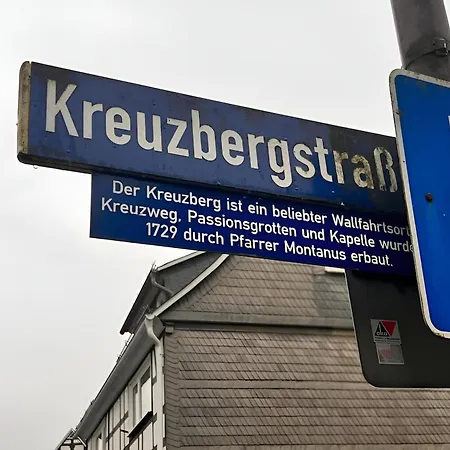 Kreuzbergstraß
Der Kreuzberg ist ein beliebter Wallfahrtsort
Kreuzweg, Passionsgrotten und Kapelle wurde
1729 durch Pfarrer Montanus erbaut.